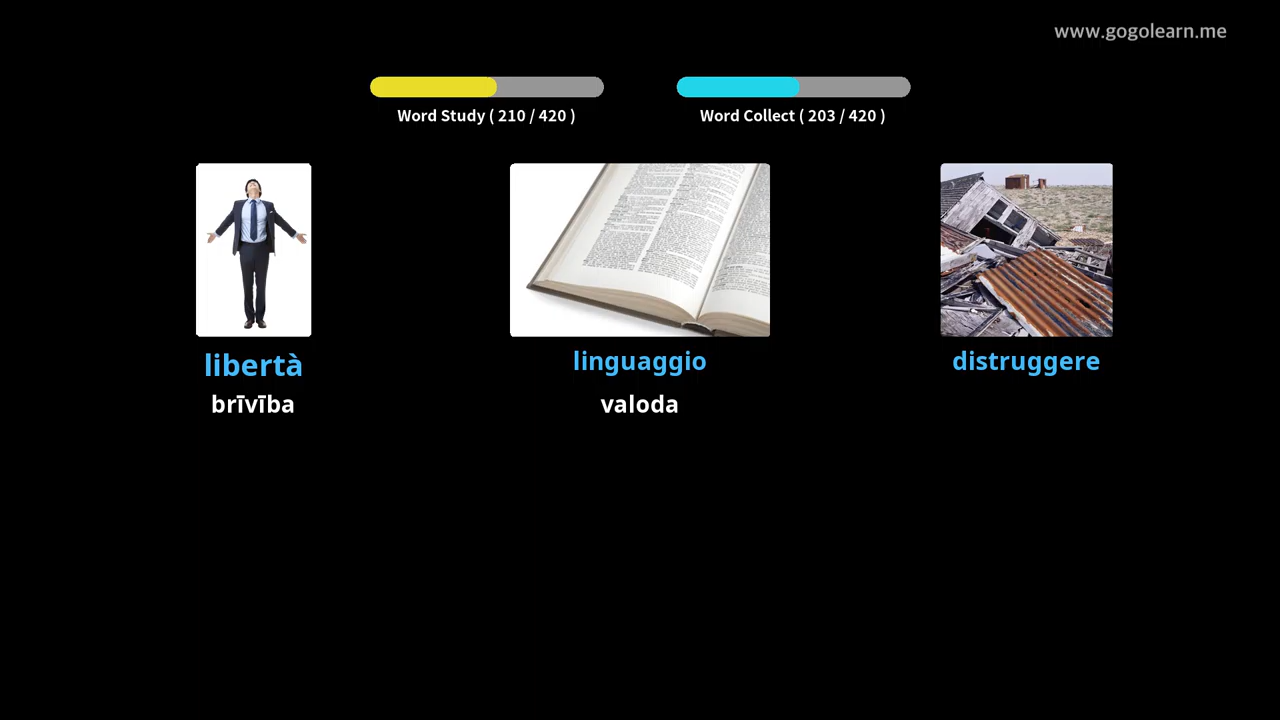 www.gogolearn.me
Word Study ( 210 / 420 )
Word Collect ( 203 / 420 )
libertà
linguaggio
distruggere
brīvība
valoda